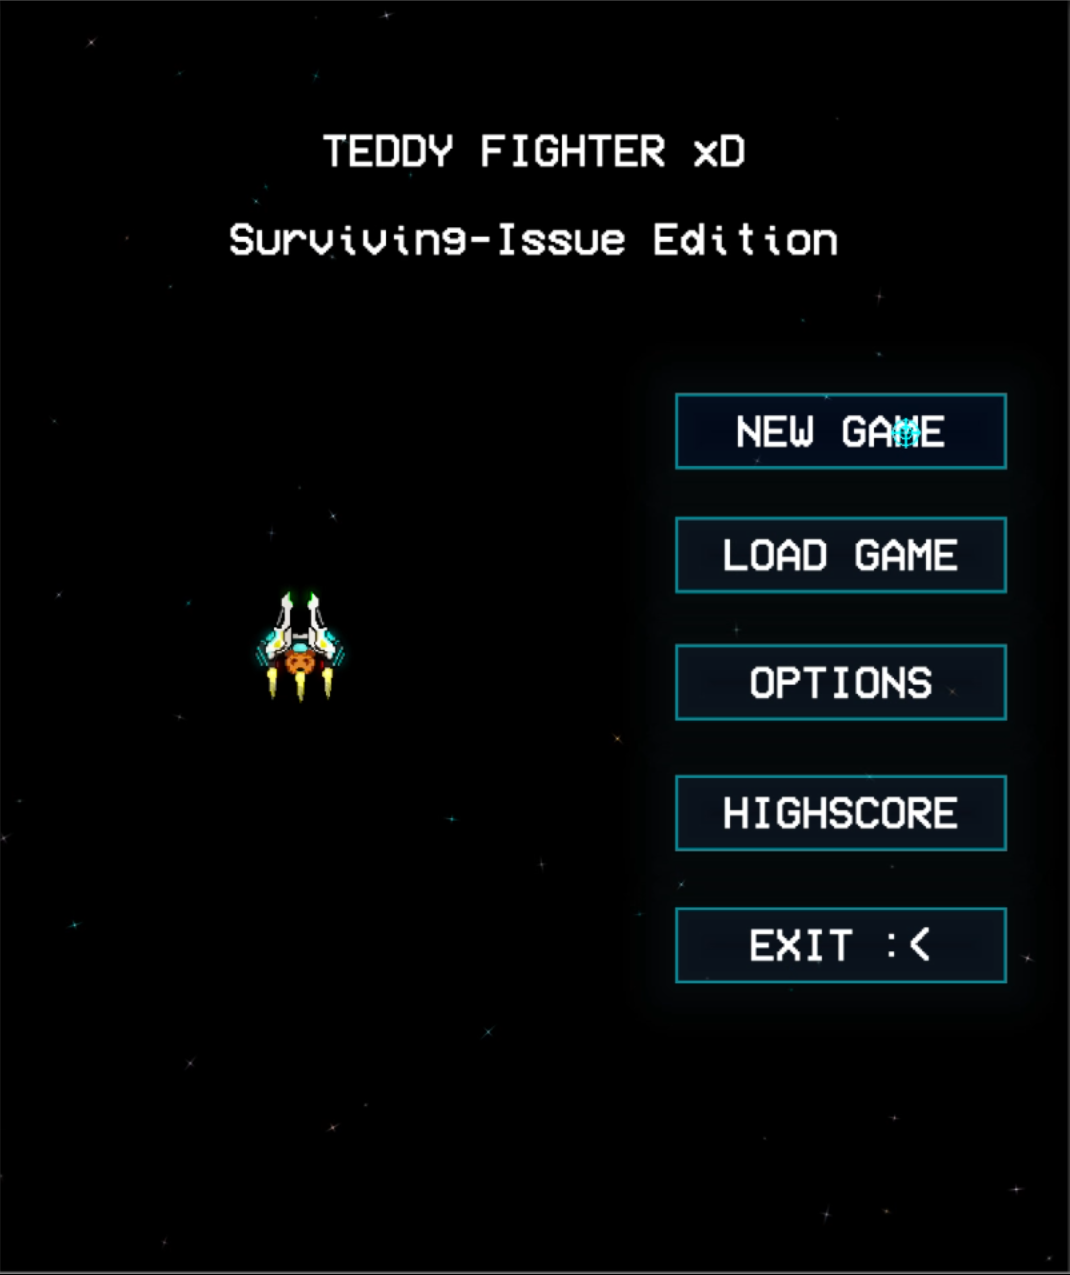 TEDDY FIGHTER xD
Surviving-Issue Edition
NEW GAME
LOAD GAME
OPTIONS
HIGHSCORE
EXIT :<